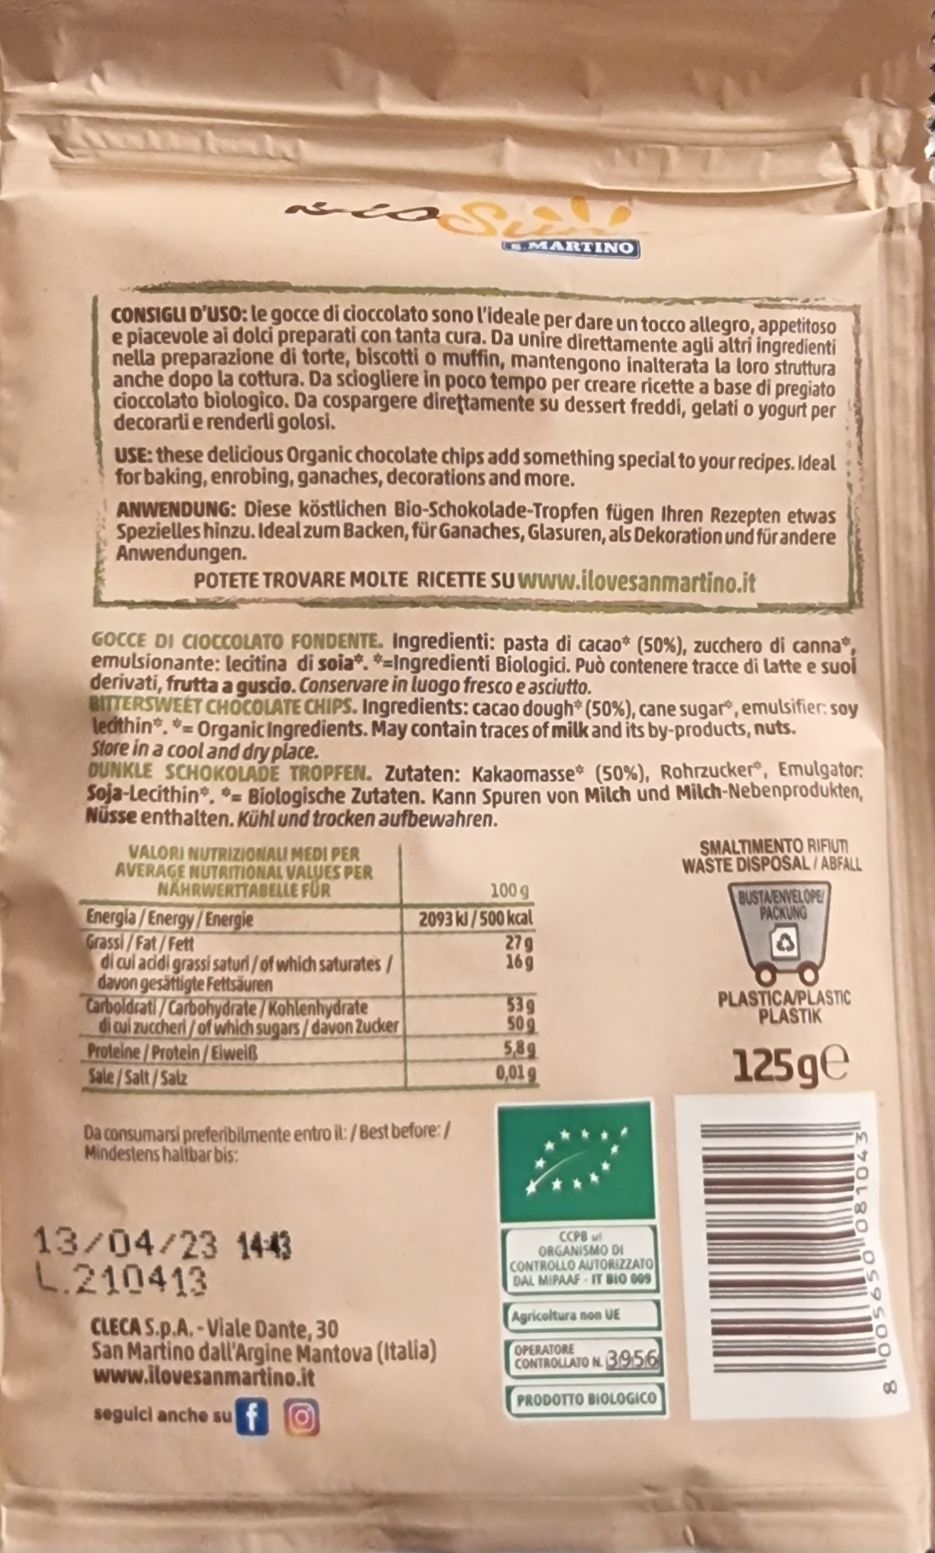 bio Sun
S. MARTINO
CONSIGLI D'USO: le gocce di cioccolato sono l'ideale per dare un tocco allegro, appetitoso
e piacevole ai dolci preparati con tanta cura. Da unire direttamente agli altri ingredienti
nella preparazione di torte, biscotti o muffin, mantengono inalterata la loro struttura
anche dopo la cottura. Da sciogliere in poco tempo per creare ricette a base di pregiato
cioccolato biologico. Da cospargere direttamente su dessert freddi, gelati o yogurt per
decorarli e renderli golosi.
USE: these delicious Organic chocolate chips add something special to your recipes. Ideal
for baking, enrobing, ganaches, decorations and more.
ANWENDUNG: Diese köstlichen Bio-Schokolade-Tropfen fügen Ihren Rezepten etwas
Spezielles hinzu. Ideal zum Backen, für Ganaches, Glasuren, als Dekoration und für andere
Anwendungen.
POTETE TROVARE MOLTE RICETTE SU www.ilovesanmartino.it
GOCCE DI CIOCCOLATO FONDENTE. Ingredienti: pasta di cacao* (50%), zucchero di canna*,
emulsionante: lecitina di soia*. *=Ingredienti Biologici. Può contenere tracce di latte e suoi
derivati, frutta a guscio. Conservare in luogo fresco e asciutto.
BITTERSWEET CHOCOLATE CHIPS. Ingredients: cacao dough* (50%), cane sugar*, emulsifier: soy
lecithin*. *= Organic Ingredients. May contain traces of milk and its by-products, nuts.
Store in a cool and dry place.
DUNKLE SCHOKOLADE TROPFEN. Zutaten: Kakaomasse* (50%), Rohrzucker*, Emulgator:
Soja-Lecithin*. *= Biologische Zutaten. Kann Spuren von Milch und Milch-Nebenprodukten,
Nüsse enthalten. Kühl und trocken aufbewahren.
VALORI NUTRIZIONALI MEDI PER
AVERAGE NUTRITIONAL VALUES PER
NÄHRWERTTABELLE FÜR 100 g
Energia / Energy / Energie 2093 kJ / 500 kcal
Grassi / Fat / Fett 27 g
di cui acidi grassi saturi / of which saturates / 16 g
davon gesättigte Fettsäuren
Carboidrati / Carbohydrate / Kohlenhydrate 53 g
di cui zuccheri / of which sugars / davon Zucker 50 g
Proteine / Protein / Eiweiß 5,8 g
Sale / Salt / Salz 0,01 g
SMALTIMENTO RIFIUTI
WASTE DISPOSAL / ABFALL
BUSTA/ENVELOPE/
PACKUNG
PLASTICA/PLASTIC
PLASTIK
125 g e
Da consumarsi preferibilmente entro il: / Best before: /
Mindestens haltbar bis:
13/04/23 14:43
L.210413
CLECA S.p.A. - Viale Dante, 30
San Martino dall'Argine Mantova (Italia)
www.ilovesanmartino.it
seguici anche su
CCPB srl
ORGANISMO DI
CONTROLLO AUTORIZZATO
DAL MIPAAF - IT BIO 009
Agricoltura non UE
OPERATORE
CONTROLLATO N. 3956
PRODOTTO BIOLOGICO
8 005650 081043